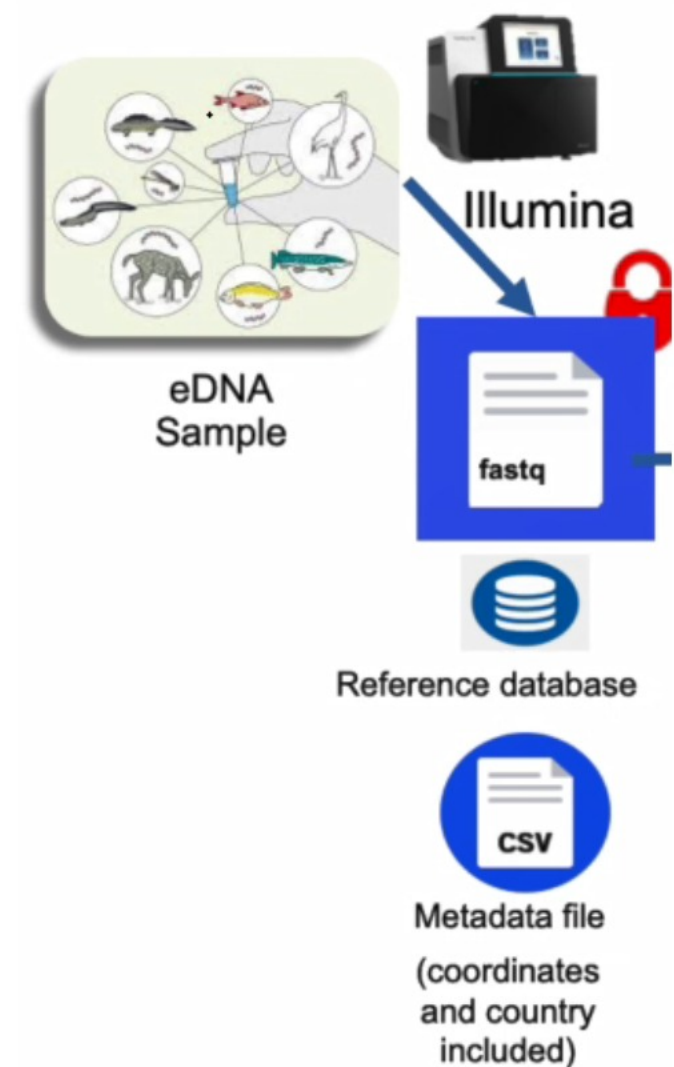 Illumina
eDNA
Sample
fastq
Reference database
CSV
Metadata file
(coordinates
and country
included)